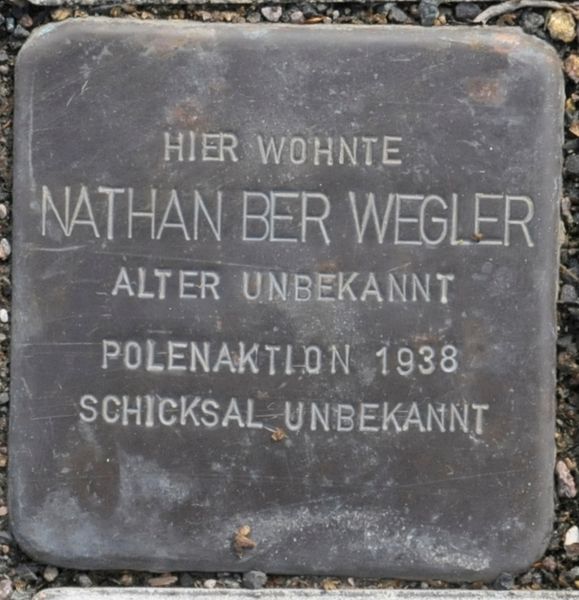 HIER WOHNTE
NATHAN BER WEGLER
ALTER UNBEKANNT
POLENAKTION 1938
SCHICKSAL UNBEKANNT